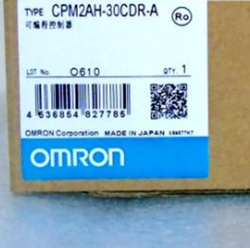 TYPE CPM2AH-30CDR-A
可编程控制器
Ro
LOT No. O610
QTY. 1
OMRON Corporation MADE IN JAPAN
OMRON
4 536854 827785